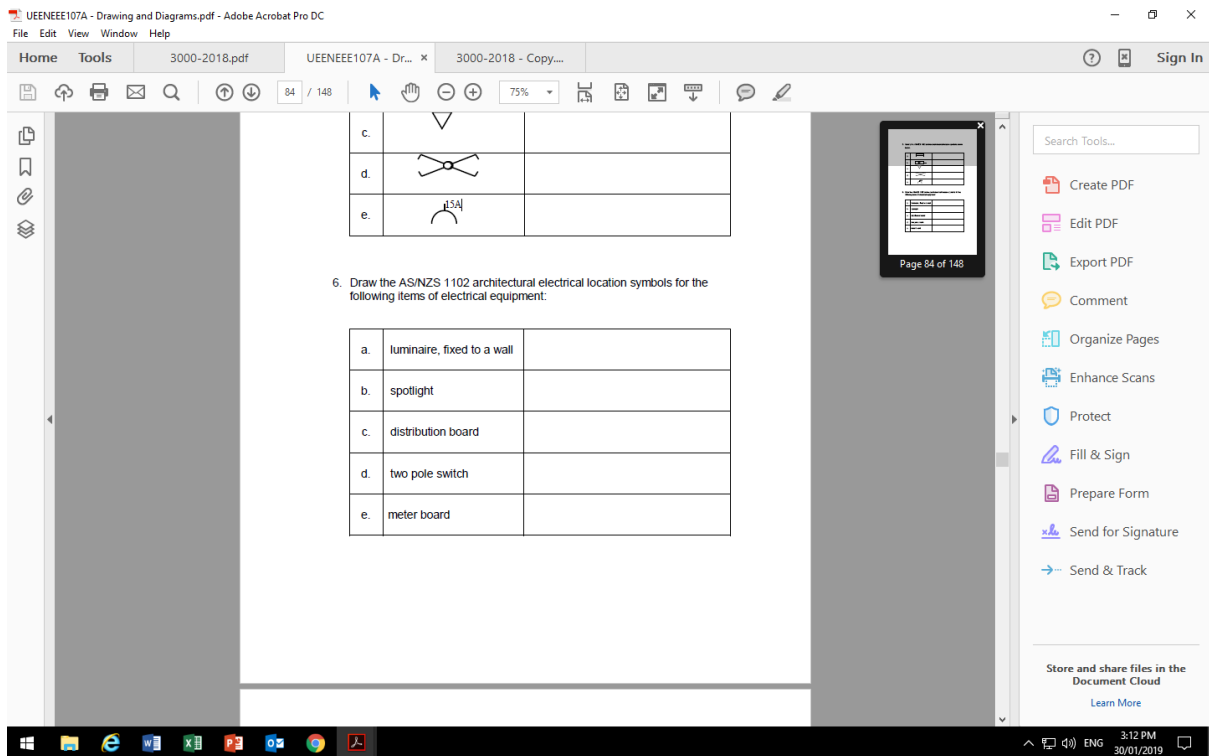 UEENEEE107A - Drawing and Diagrams.pdf - Adobe Acrobat Pro DC
File Edit View Window Help
Home Tools 3000-2018.pdf UEENEEE107A - Dr... × 3000-2018 - Copy.... Sign In
84 / 148 75%
c.
d.
e. 15A
6. Draw the AS/NZS 1102 architectural electrical location symbols for the
following items of electrical equipment:
a. luminaire, fixed to a wall
b. spotlight
c. distribution board
d. two pole switch
e. meter board
Page 84 of 148
Search Tools...
Create PDF
Edit PDF
Export PDF
Comment
Organize Pages
Enhance Scans
Protect
Fill & Sign
Prepare Form
Send for Signature
Send & Track
Store and share files in the
Document Cloud
Learn More
ENG 3:12 PM
30/01/2019